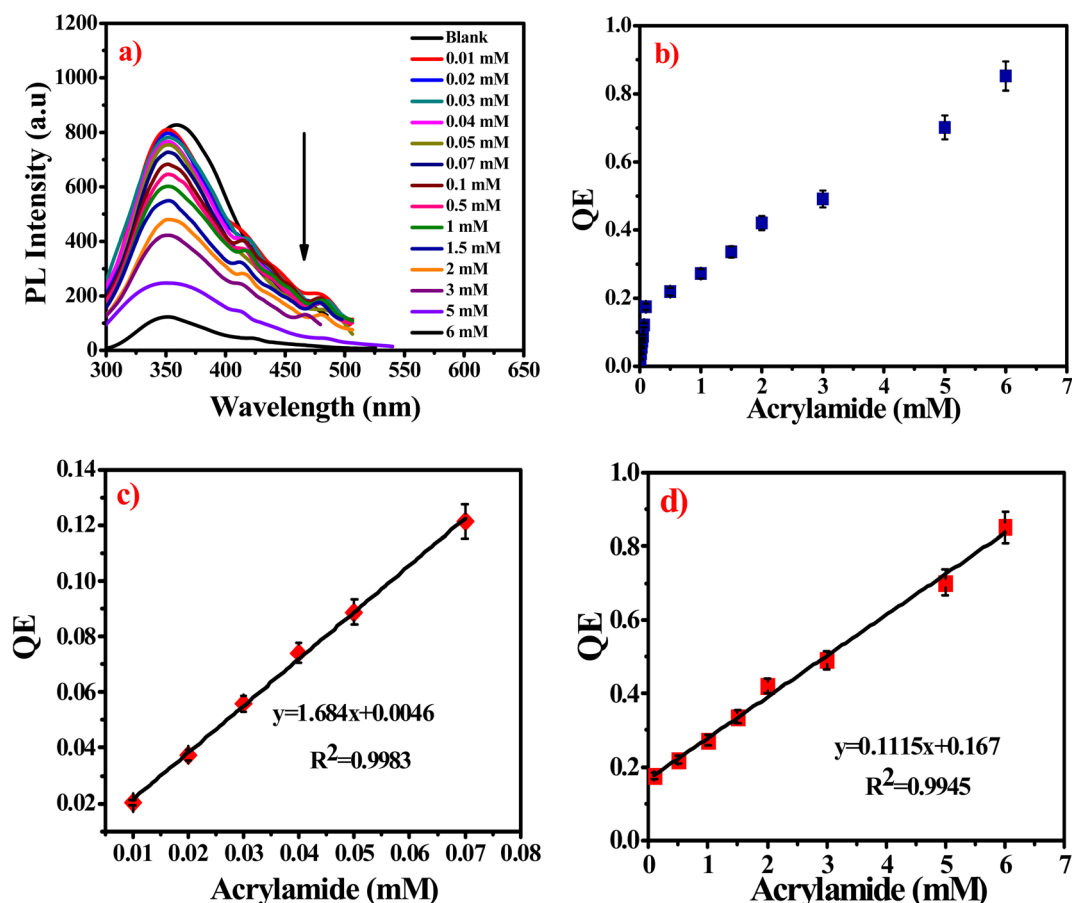 a)
PL Intensity (a.u)
1200
1000
800
600
400
200
0
300 350 400 450 500 550 600 650
Wavelength (nm)
Blank
0.01 mM
0.02 mM
0.03 mM
0.04 mM
0.05 mM
0.07 mM
0.1 mM
0.5 mM
1 mM
1.5 mM
2 mM
3 mM
5 mM
6 mM
b)
QE
1.0
0.8
0.6
0.4
0.2
0.0
0 1 2 3 4 5 6 7
Acrylamide (mM)
c)
QE
0.14
0.12
0.10
0.08
0.06
0.04
0.02
y=1.684x+0.0046
R²=0.9983
0.01 0.02 0.03 0.04 0.05 0.06 0.07 0.08
Acrylamide (mM)
d)
QE
1.0
0.8
0.6
0.4
0.2
0.0
y=0.1115x+0.167
R²=0.9945
0 1 2 3 4 5 6 7
Acrylamide (mM)